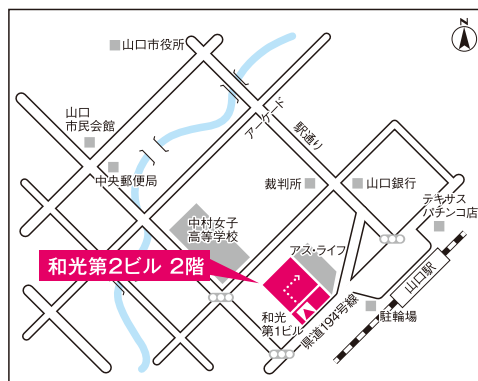 N
山口市役所
山口
市民会館
中央郵便局
アーケード
駅通り
裁判所
山口銀行
テキサス
パチンコ店
中村女子
高等学校
アス・ライフ
和光第2ビル 2階
山口駅
和光
第1ビル
県道194号線
駐輪場